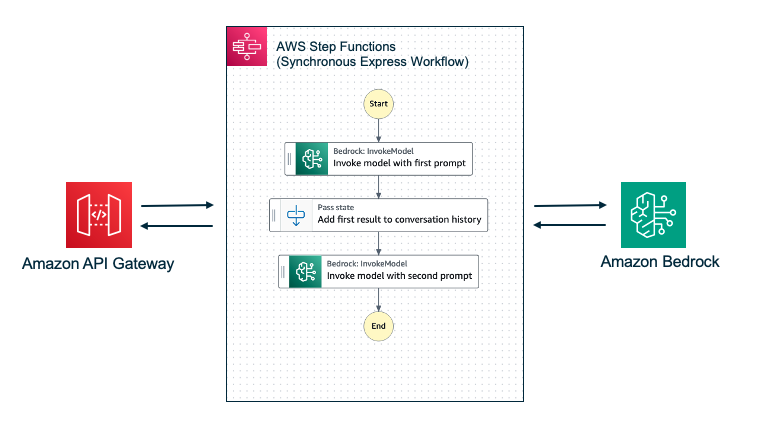 AWS Step Functions
(Synchronous Express Workflow)
Start
Bedrock: InvokeModel
Invoke model with first prompt
Pass state
Add first result to conversation history
Bedrock: InvokeModel
Invoke model with second prompt
End
Amazon API Gateway
Amazon Bedrock